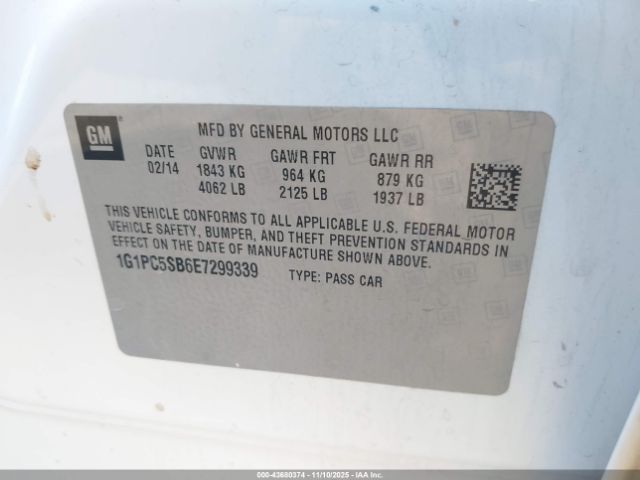 GM
MFD BY GENERAL MOTORS LLC
DATE GVWR GAWR FRT GAWR RR
02/14 1843 KG 964 KG 879 KG
4062 LB 2125 LB 1937 LB
THIS VEHICLE CONFORMS TO ALL APPLICABLE U.S. FEDERAL MOTOR
VEHICLE SAFETY, BUMPER, AND THEFT PREVENTION STANDARDS IN
EFFECT ON THE DATE OF MANUFACTURE SHOWN ABOVE.
1G1PC5SB6E7299339 TYPE: PASS CAR
000-43680374 - 11/10/2025 - IAAI.COM